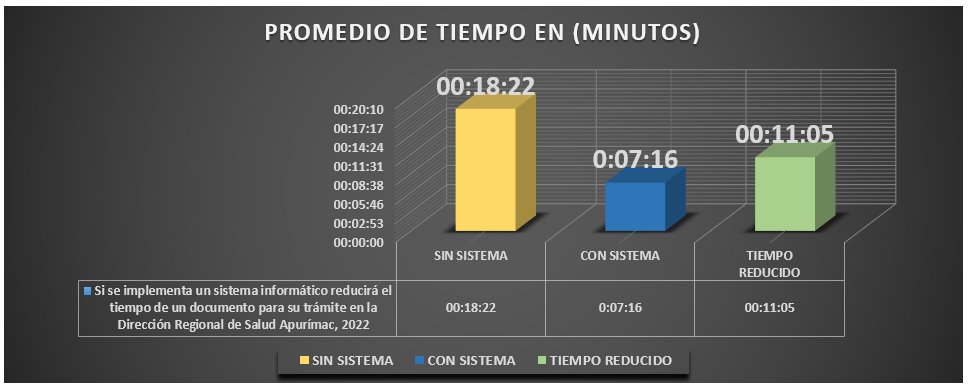 PROMEDIO DE TIEMPO EN (MINUTOS)
00:18:22
0:07:16
00:11:05
00:20:10
00:17:17
00:14:24
00:11:31
00:08:38
00:05:46
00:02:53
00:00:00
SIN SISTEMA
CON SISTEMA
TIEMPO
REDUCIDO
Si se implementa un sistema informático reducirá el
tiempo de un documento para su trámite en la
Dirección Regional de Salud Apurímac, 2022
00:18:22
0:07:16
00:11:05
SIN SISTEMA
CON SISTEMA
TIEMPO REDUCIDO